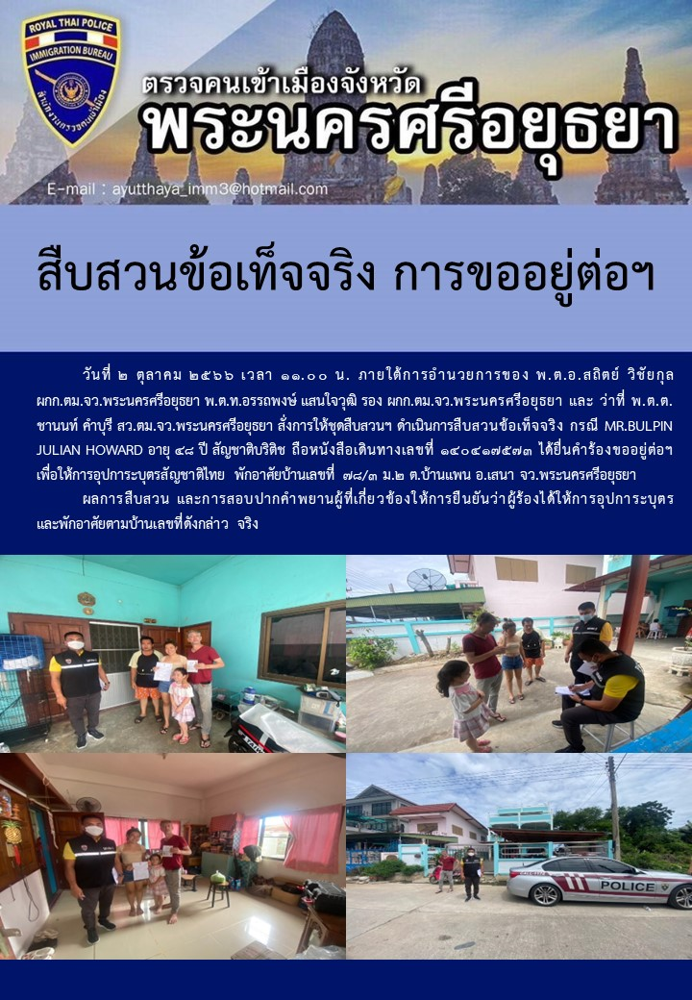 ROYAL THAI POLICE
IMMIGRATION BUREAU
สำนักงานตรวจคนเข้าเมือง
ตรวจคนเข้าเมืองจังหวัด
พระนครศรีอยุธยา
E-mail : ayutthaya_imm3@hotmail.com
สืบสวนข้อเท็จจริง การขออยู่ต่อฯ
วันที่ ๒ ตุลาคม ๒๕๖๖ เวลา ๑๑.๐๐ น. ภายใต้การอำนวยการของ พ.ต.อ.สถิตย์ วิชัยกุล
ผกก.ตม.จว.พระนครศรีอยุธยา พ.ต.ท.อรรถพงษ์ แสนใจวุฒิ รอง ผกก.ตม.จว.พระนครศรีอยุธยา และ ว่าที่ พ.ต.ต.
ชานนท์ คำบุรี สว.ตม.จว.พระนครศรีอยุธยา สั่งการให้ชุดสืบสวนฯ ดำเนินการสืบสวนข้อเท็จจริง กรณี MR.BULPIN
JULIAN HOWARD อายุ ๔๘ ปี สัญชาติบริติช ถือหนังสือเดินทางเลขที่ ๑๔๐๔๑๗๕๗๓ ได้ยื่นคำร้องขออยู่ต่อฯ
เพื่อให้การอุปการะบุตรสัญชาติไทย พักอาศัยบ้านเลขที่ ๗๘/๓ ม.๒ ต.บ้านแพน อ.เสนา จว.พระนครศรีอยุธยา
ผลการสืบสวน และการสอบปากคำพยานผู้ที่เกี่ยวข้องให้การยืนยันว่าผู้ร้องได้ให้การอุปการะบุตร
และพักอาศัยตามบ้านเลขที่ดังกล่าว จริง
POLICE